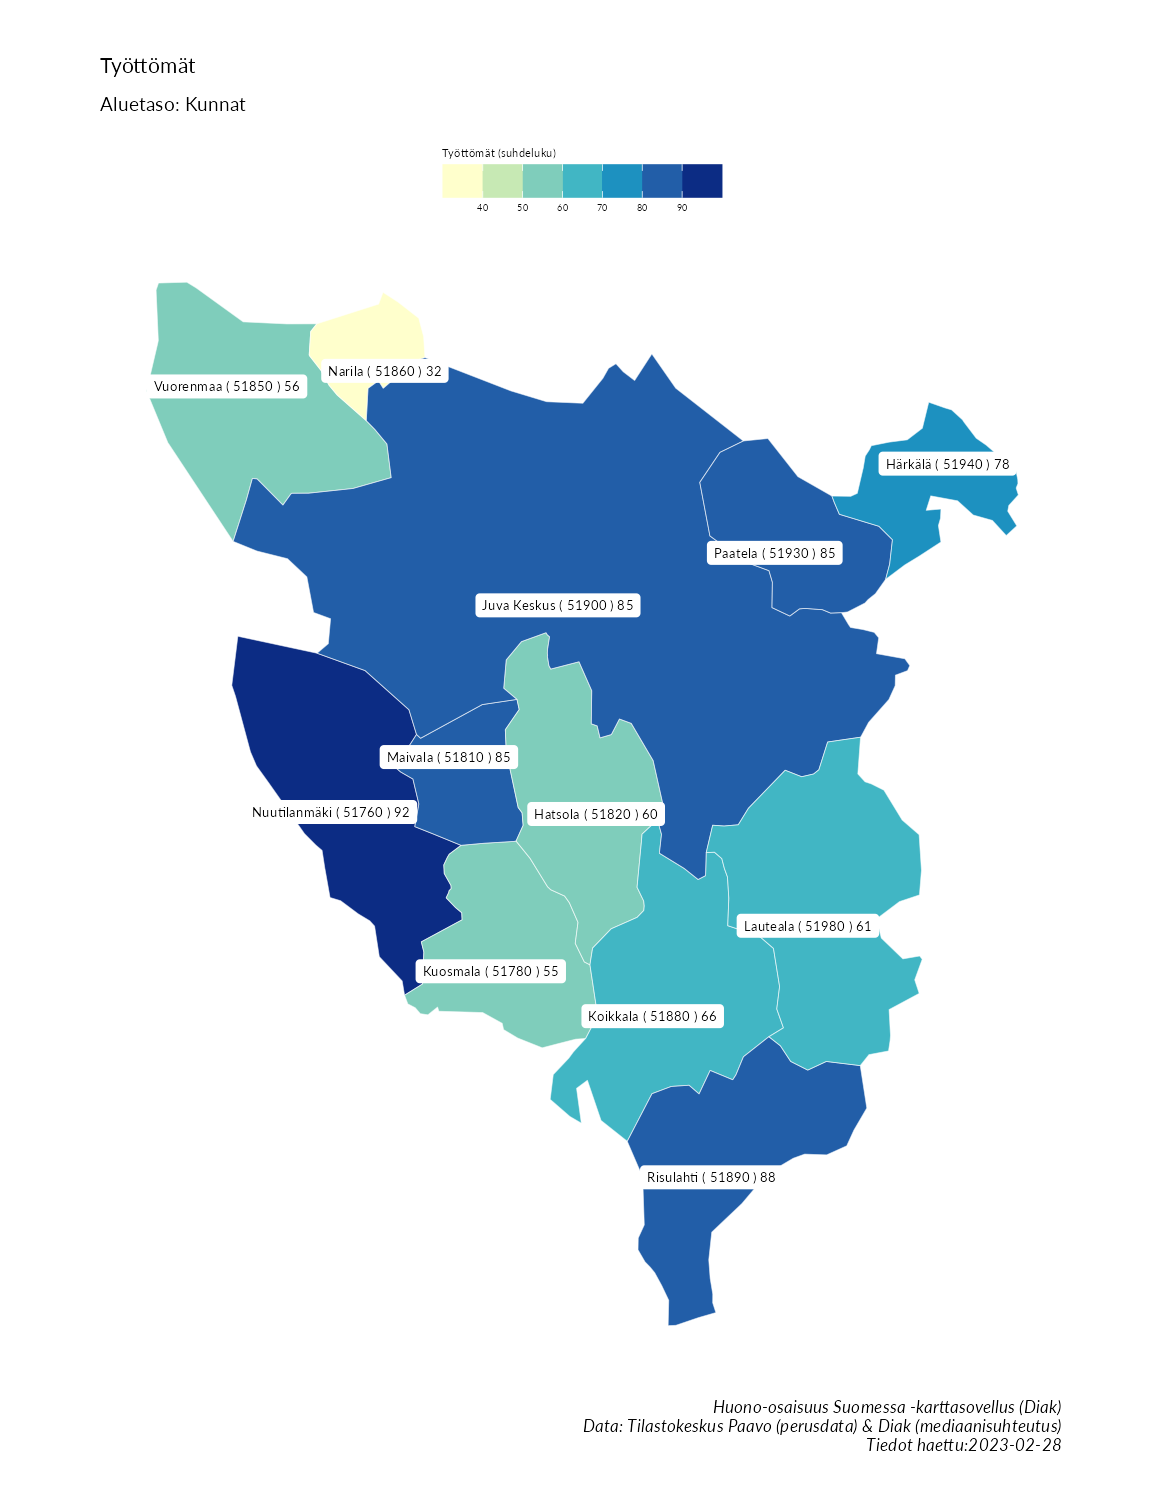 Työttömät
Aluetaso: Kunnat
Työttömät (suhdeluku)
40 50 60 70 80 90
Narila ( 51860 ) 32
Vuorenmaa ( 51850 ) 56
Härkälä ( 51940 ) 78
Paatela ( 51930 ) 85
Juva Keskus ( 51900 ) 85
Maivala ( 51810 ) 85
Nuutilanmäki ( 51760 ) 92
Hatsola ( 51820 ) 60
Lauteala ( 51980 ) 61
Kuosmala ( 51780 ) 55
Koikkala ( 51880 ) 66
Risulahti ( 51890 ) 88
Huono-osaisuus Suomessa -karttasovellus (Diak)
Data: Tilastokeskus Paavo (perusdata) & Diak (mediaanisuhteutus)
Tiedot haettu:2023-02-28